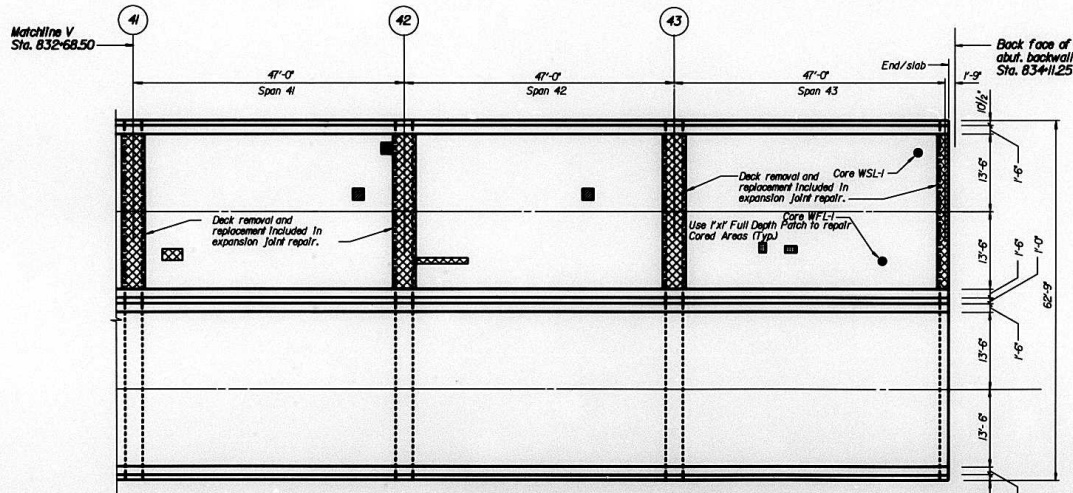 41
42
43
Matchline V
Sta. 832+68.50
Back face of
abut. backwall
Sta. 834+11.25
End/slab
47'-0"
47'-0"
47'-0"
1'-9"
Span 41
Span 42
Span 43
10½"
Deck removal and
replacement included in
expansion joint repair.
Core WSL-1
Deck removal and
replacement included in
expansion joint repair.
Core WFL-1
Use 1'x1' Full Depth Patch to repair
Cored Areas (Typ.)
13'-6"
1'-6"
13'-6"
1'-6"
1'-0"
62'-9"
13'-6"
1'-6"
13'-6"